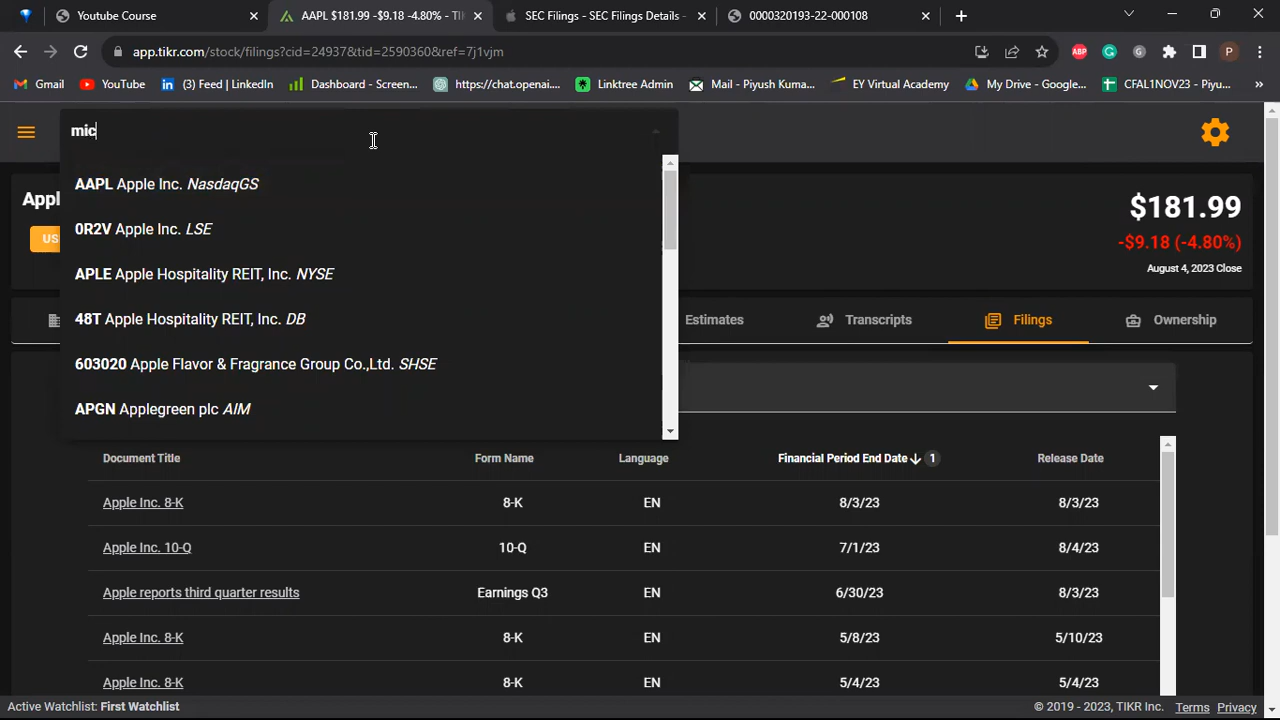 Youtube Course
AAPL $181.99 -$9.18 -4.80% - TI
SEC Filings - SEC Filings Details -
0000320193-22-000108
app.tikr.com/stock/filings?cid=24937&tid=2590360&ref=7j1vjm
ABP
G
P
Gmail
YouTube
(3) Feed | LinkedIn
Dashboard - Screen...
https://chat.openai....
Linktree Admin
Mail - Piyush Kumar...
EY Virtual Academy
My Drive - Google...
CFAL1NOV23 - Piyu...
»
mic
AAPL Apple Inc. NasdaqGS
0R2V Apple Inc. LSE
APLE Apple Hospitality REIT, Inc. NYSE
48T Apple Hospitality REIT, Inc. DB
603020 Apple Flavor & Fragrance Group Co.,Ltd. SHSE
APGN Applegreen plc AIM
Appl
US
$181.99
-$9.18 (-4.80%)
August 4, 2023 Close
Estimates
Transcripts
Filings
Ownership
Document Title Form Name Language Financial Period End Date 1 Release Date
Apple Inc. 8-K 8-K EN 8/3/23 8/3/23
Apple Inc. 10-Q 10-Q EN 7/1/23 8/4/23
Apple reports third quarter results Earnings Q3 EN 6/30/23 8/3/23
Apple Inc. 8-K 8-K EN 5/8/23 5/10/23
Apple Inc. 8-K 8-K EN 5/4/23 5/4/23
Active Watchlist: First Watchlist
© 2019 - 2023, TIKR Inc. Terms Privacy